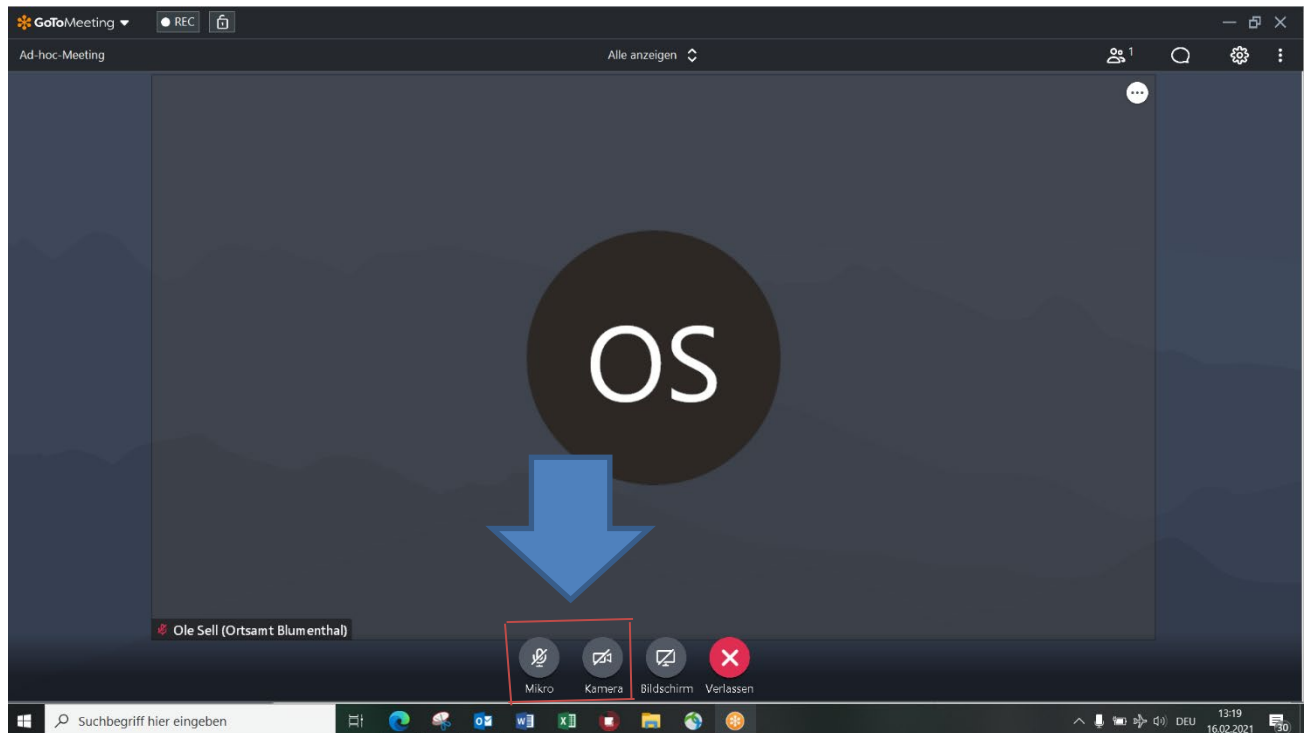 GoToMeeting
REC
Ad-hoc-Meeting
Alle anzeigen
1
OS
Ole Sell (Ortsamt Blumenthal)
Mikro
Kamera
Bildschirm
Verlassen
Suchbegriff hier eingeben
DEU
13:19
16.02.2021
30